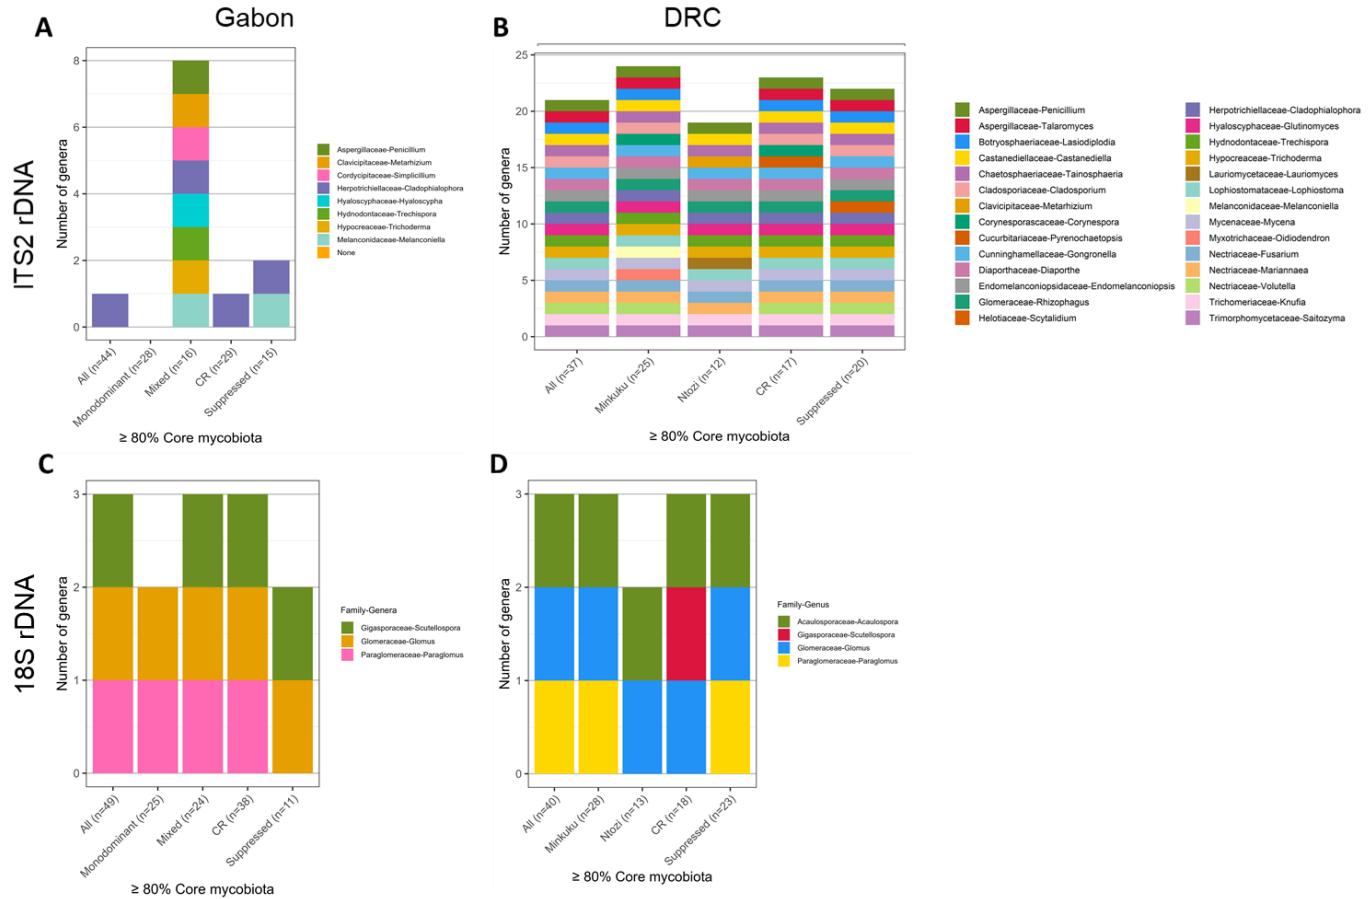 Gabon
DRC
A
B
ITS2 rDNA
Number of genera
8
6
4
2
0
All (n=44)
Monodominant (n=28)
Mixed (n=16)
CR (n=29)
Suppressed (n=15)
≥ 80% Core mycobiota
Aspergillaceae-Penicillium
Clavicipitaceae-Metarhizium
Cordycipitaceae-Simplicillium
Herpotrichiellaceae-Cladophialophora
Hyaloscyphaceae-Hyaloscypha
Hydnodontaceae-Trechispora
Hypocreaceae-Trichoderma
Melanconidaceae-Melanconiella
None
Number of genera
25
20
15
10
5
0
All (n=37)
Minkuku (n=25)
Ntozi (n=12)
CR (n=17)
Suppressed (n=20)
≥ 80% Core mycobiota
Aspergillaceae-Penicillium
Aspergillaceae-Talaromyces
Botryosphaeriaceae-Lasiodiplodia
Castanediellaceae-Castanediella
Chaetosphaeriaceae-Tainosphaeria
Cladosporiaceae-Cladosporium
Clavicipitaceae-Metarhizium
Corynesporascaceae-Corynespora
Cucurbitariaceae-Pyrenochaetopsis
Cunninghamellaceae-Gongronella
Diaporthaceae-Diaporthe
Endomelanconiopsidaceae-Endomelanconiopsis
Glomeraceae-Rhizophagus
Helotiaceae-Scytalidium
Herpotrichiellaceae-Cladophialophora
Hyaloscyphaceae-Glutinomyces
Hydnodontaceae-Trechispora
Hypocreaceae-Trichoderma
Lauriomycetaceae-Lauriomyces
Lophiostomataceae-Lophiostoma
Melanconidaceae-Melanconiella
Mycenaceae-Mycena
Myxotrichaceae-Oidiodendron
Nectriaceae-Fusarium
Nectriaceae-Mariannaea
Nectriaceae-Volutella
Trichomeriaceae-Knufia
Trimorphomycetaceae-Saitozyma
C
D
18S rDNA
Number of genera
3
2
1
0
All (n=49)
Monodominant (n=25)
Mixed (n=24)
CR (n=38)
Suppressed (n=11)
≥ 80% Core mycobiota
Family-Genera
Gigasporaceae-Scutellospora
Glomeraceae-Glomus
Paraglomeraceae-Paraglomus
Number of genera
3
2
1
0
All (n=40)
Minkuku (n=28)
Ntozi (n=13)
CR (n=18)
Suppressed (n=23)
≥ 80% Core mycobiota
Family-Genus
Acaulosporaceae-Acaulospora
Gigasporaceae-Scutellospora
Glomeraceae-Glomus
Paraglomeraceae-Paraglomus